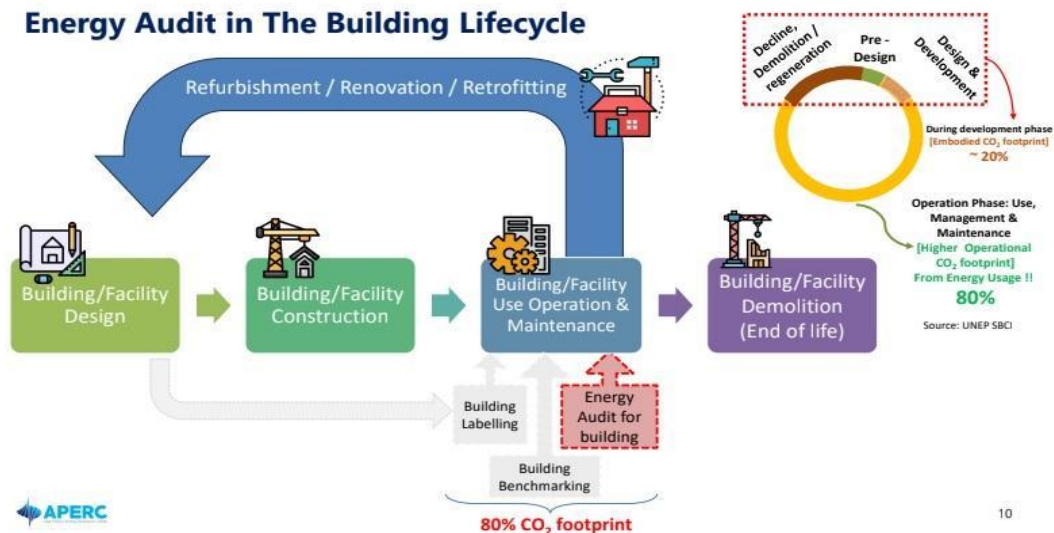 Energy Audit in The Building Lifecycle
Refurbishment / Renovation / Retrofitting
Decline,
Demolition /
regeneration
Pre -
Design
Design &
Development
During development phase
[Embodied CO₂ footprint]
~ 20%
Operation Phase: Use,
Management &
Maintenance
[Higher Operational
CO₂ footprint]
From Energy Usage !!
80%
Source: UNEP SBCI
Building/Facility
Design
Building/Facility
Construction
Building/Facility
Use Operation &
Maintenance
Building/Facility
Demolition
(End of life)
Building
Labelling
Energy
Audit for
building
Building
Benchmarking
80% CO₂ footprint
APERC
10